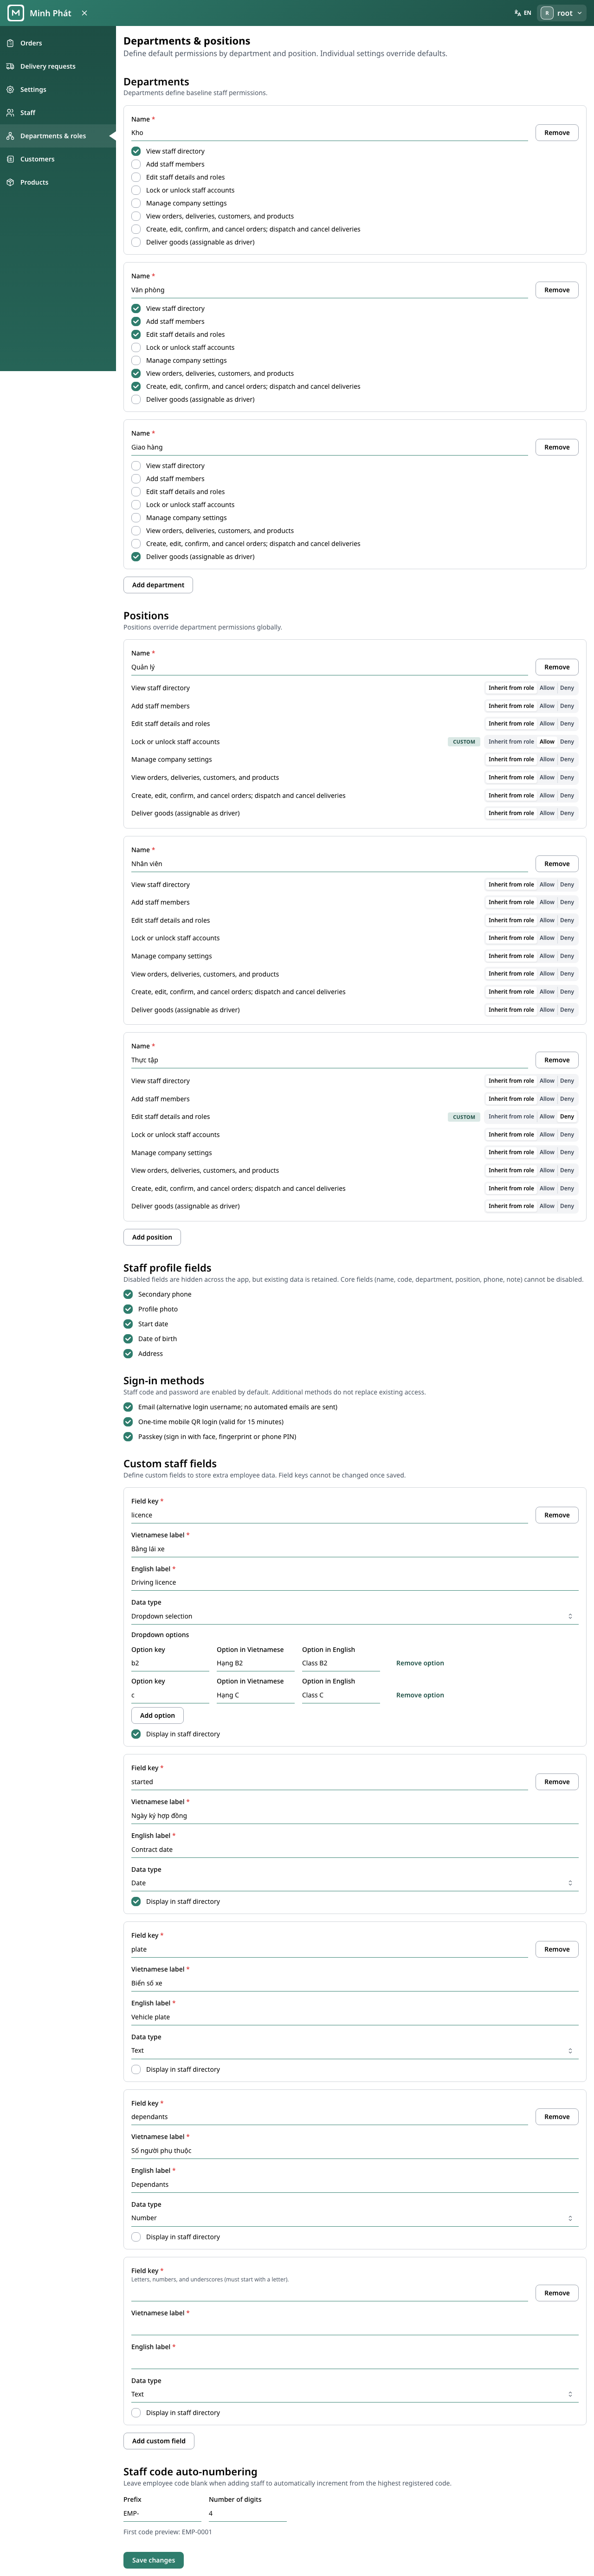 M Minh Phát EN R root
Orders
Delivery requests
Settings
Staff
Departments & roles
Customers
Products
Departments & positions
Define default permissions by department and position. Individual settings override defaults.
Departments
Departments define baseline staff permissions.
Name *
Kho Remove
View staff directory
Add staff members
Edit staff details and roles
Lock or unlock staff accounts
Manage company settings
View orders, deliveries, customers, and products
Create, edit, confirm, and cancel orders; dispatch and cancel deliveries
Deliver goods (assignable as driver)
Name *
Văn phòng Remove
View staff directory
Add staff members
Edit staff details and roles
Lock or unlock staff accounts
Manage company settings
View orders, deliveries, customers, and products
Create, edit, confirm, and cancel orders; dispatch and cancel deliveries
Deliver goods (assignable as driver)
Name *
Giao hàng Remove
View staff directory
Add staff members
Edit staff details and roles
Lock or unlock staff accounts
Manage company settings
View orders, deliveries, customers, and products
Create, edit, confirm, and cancel orders; dispatch and cancel deliveries
Deliver goods (assignable as driver)
Add department
Positions
Positions override department permissions globally.
Name *
Quản lý Remove
View staff directory Inherit from role Allow Deny
Add staff members Inherit from role Allow Deny
Edit staff details and roles Inherit from role Allow Deny
Lock or unlock staff accounts CUSTOM Inherit from role Allow Deny
Manage company settings Inherit from role Allow Deny
View orders, deliveries, customers, and products Inherit from role Allow Deny
Create, edit, confirm, and cancel orders; dispatch and cancel deliveries Inherit from role Allow Deny
Deliver goods (assignable as driver) Inherit from role Allow Deny
Name *
Nhân viên Remove
View staff directory Inherit from role Allow Deny
Add staff members Inherit from role Allow Deny
Edit staff details and roles Inherit from role Allow Deny
Lock or unlock staff accounts Inherit from role Allow Deny
Manage company settings Inherit from role Allow Deny
View orders, deliveries, customers, and products Inherit from role Allow Deny
Create, edit, confirm, and cancel orders; dispatch and cancel deliveries Inherit from role Allow Deny
Deliver goods (assignable as driver) Inherit from role Allow Deny
Name *
Thực tập Remove
View staff directory Inherit from role Allow Deny
Add staff members Inherit from role Allow Deny
Edit staff details and roles CUSTOM Inherit from role Allow Deny
Lock or unlock staff accounts Inherit from role Allow Deny
Manage company settings Inherit from role Allow Deny
View orders, deliveries, customers, and products Inherit from role Allow Deny
Create, edit, confirm, and cancel orders; dispatch and cancel deliveries Inherit from role Allow Deny
Deliver goods (assignable as driver) Inherit from role Allow Deny
Add position
Staff profile fields
Disabled fields are hidden across the app, but existing data is retained. Core fields (name, code, department, position, phone, note) cannot be disabled.
Secondary phone
Profile photo
Start date
Date of birth
Address
Sign-in methods
Staff code and password are enabled by default. Additional methods do not replace existing access.
Email (alternative login username; no automated emails are sent)
One-time mobile QR login (valid for 15 minutes)
Passkey (sign in with face, fingerprint or phone PIN)
Custom staff fields
Define custom fields to store extra employee data. Field keys cannot be changed once saved.
Field key *
licence Remove
Vietnamese label *
Bằng lái xe
English label *
Driving licence
Data type
Dropdown selection
Dropdown options
Option key Option in Vietnamese Option in English
b2 Hạng B2 Class B2 Remove option
Option key Option in Vietnamese Option in English
c Hạng C Class C Remove option
Add option
Display in staff directory
Field key *
started Remove
Vietnamese label *
Ngày ký hợp đồng
English label *
Contract date
Data type
Date
Display in staff directory
Field key *
plate Remove
Vietnamese label *
Biển số xe
English label *
Vehicle plate
Data type
Text
Display in staff directory
Field key *
dependants Remove
Vietnamese label *
Số người phụ thuộc
English label *
Dependants
Data type
Number
Display in staff directory
Field key *
Letters, numbers, and underscores (must start with a letter).
Remove
Vietnamese label *
English label *
Data type
Text
Display in staff directory
Add custom field
Staff code auto-numbering
Leave employee code blank when adding staff to automatically increment from the highest registered code.
Prefix Number of digits
EMP- 4
First code preview: EMP-0001
Save changes